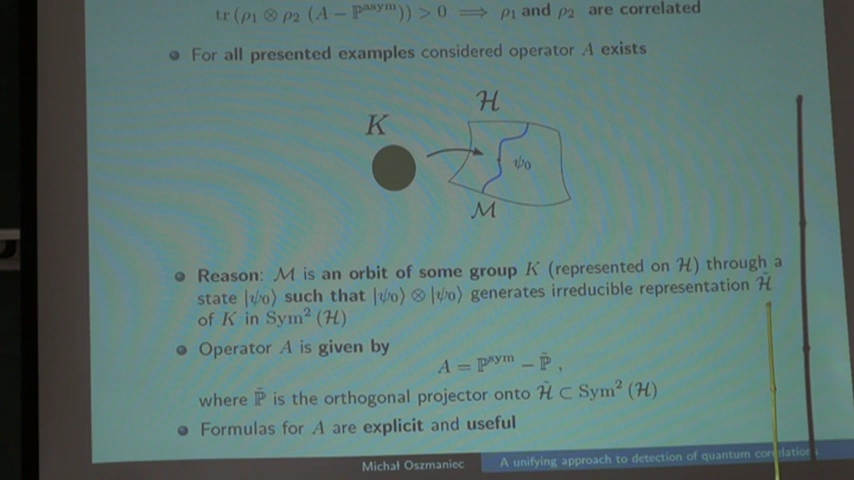 tr (ρ₁ ⊗ ρ₂ (A − ℙᵃˢʸᵐ)) > 0 ⟹ ρ₁ and ρ₂ are correlated
For all presented examples considered operator A exists
ℋ
K
ψ₀
ℳ
Reason: ℳ is an orbit of some group K (represented on ℋ) through a
state |ψ₀⟩ such that |ψ₀⟩ ⊗ |ψ₀⟩ generates irreducible representation ℋ̃
of K in Sym² (ℋ)
Operator A is given by
A = ℙˢʸᵐ − ℙ̃ ,
where ℙ̃ is the orthogonal projector onto ℋ̃ ⊂ Sym² (ℋ)
Formulas for A are explicit and useful
Michał Oszmaniec A unifying approach to detection of quantum correlations